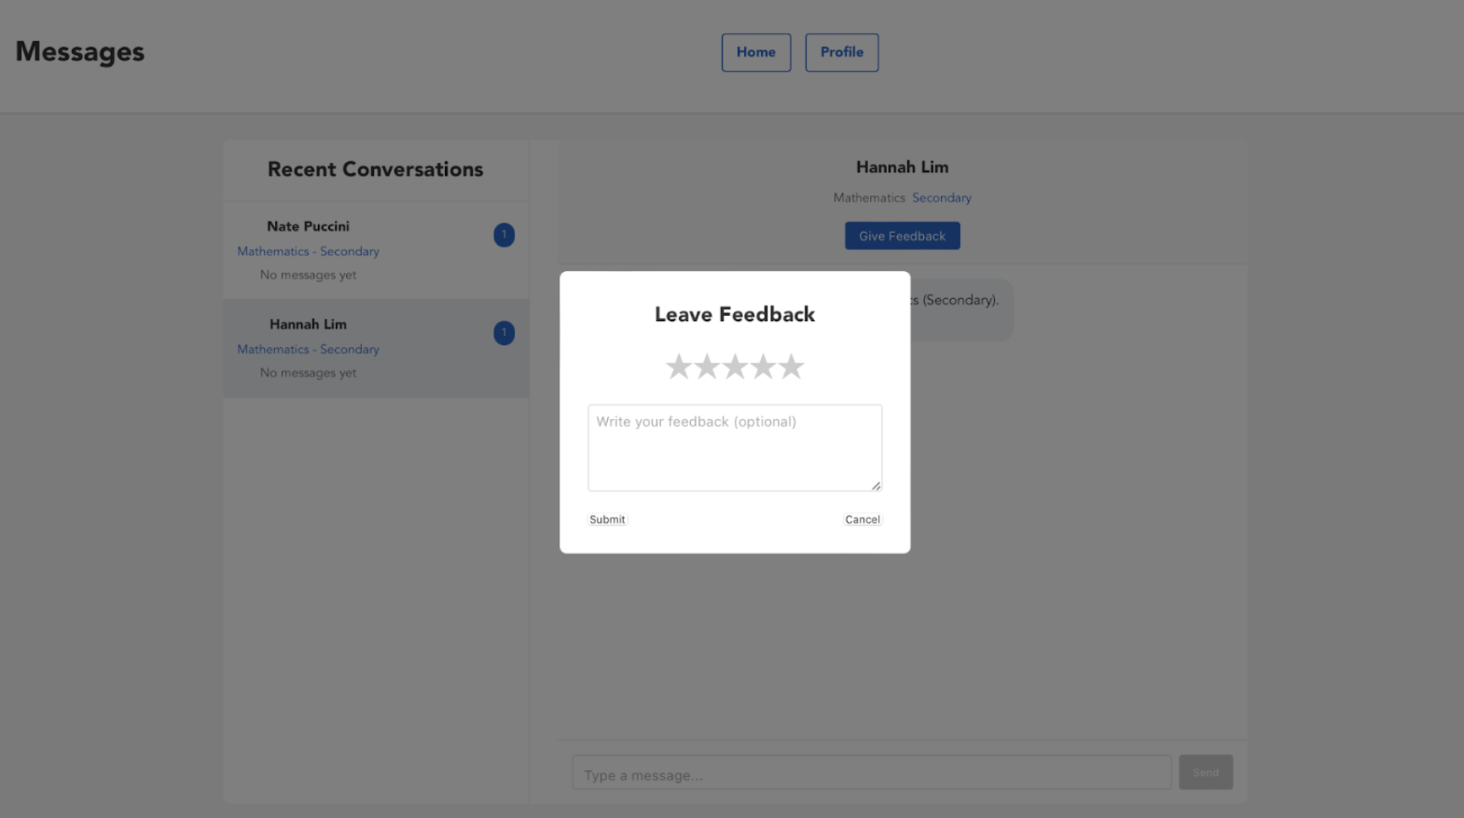 Messages
Home
Profile
Recent Conversations
Nate Puccini
1
Mathematics - Secondary
No messages yet
Hannah Lim
1
Mathematics - Secondary
No messages yet
Hannah Lim
Mathematics Secondary
Give Feedback
(Secondary).
Leave Feedback
Write your feedback (optional)
Submit
Cancel
Type a message...
Send